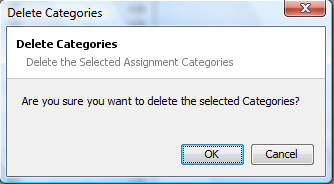 Delete Categories
Delete Categories
Delete the Selected Assignment Categories
Are you sure you want to delete the selected Categories?
OK
Cancel